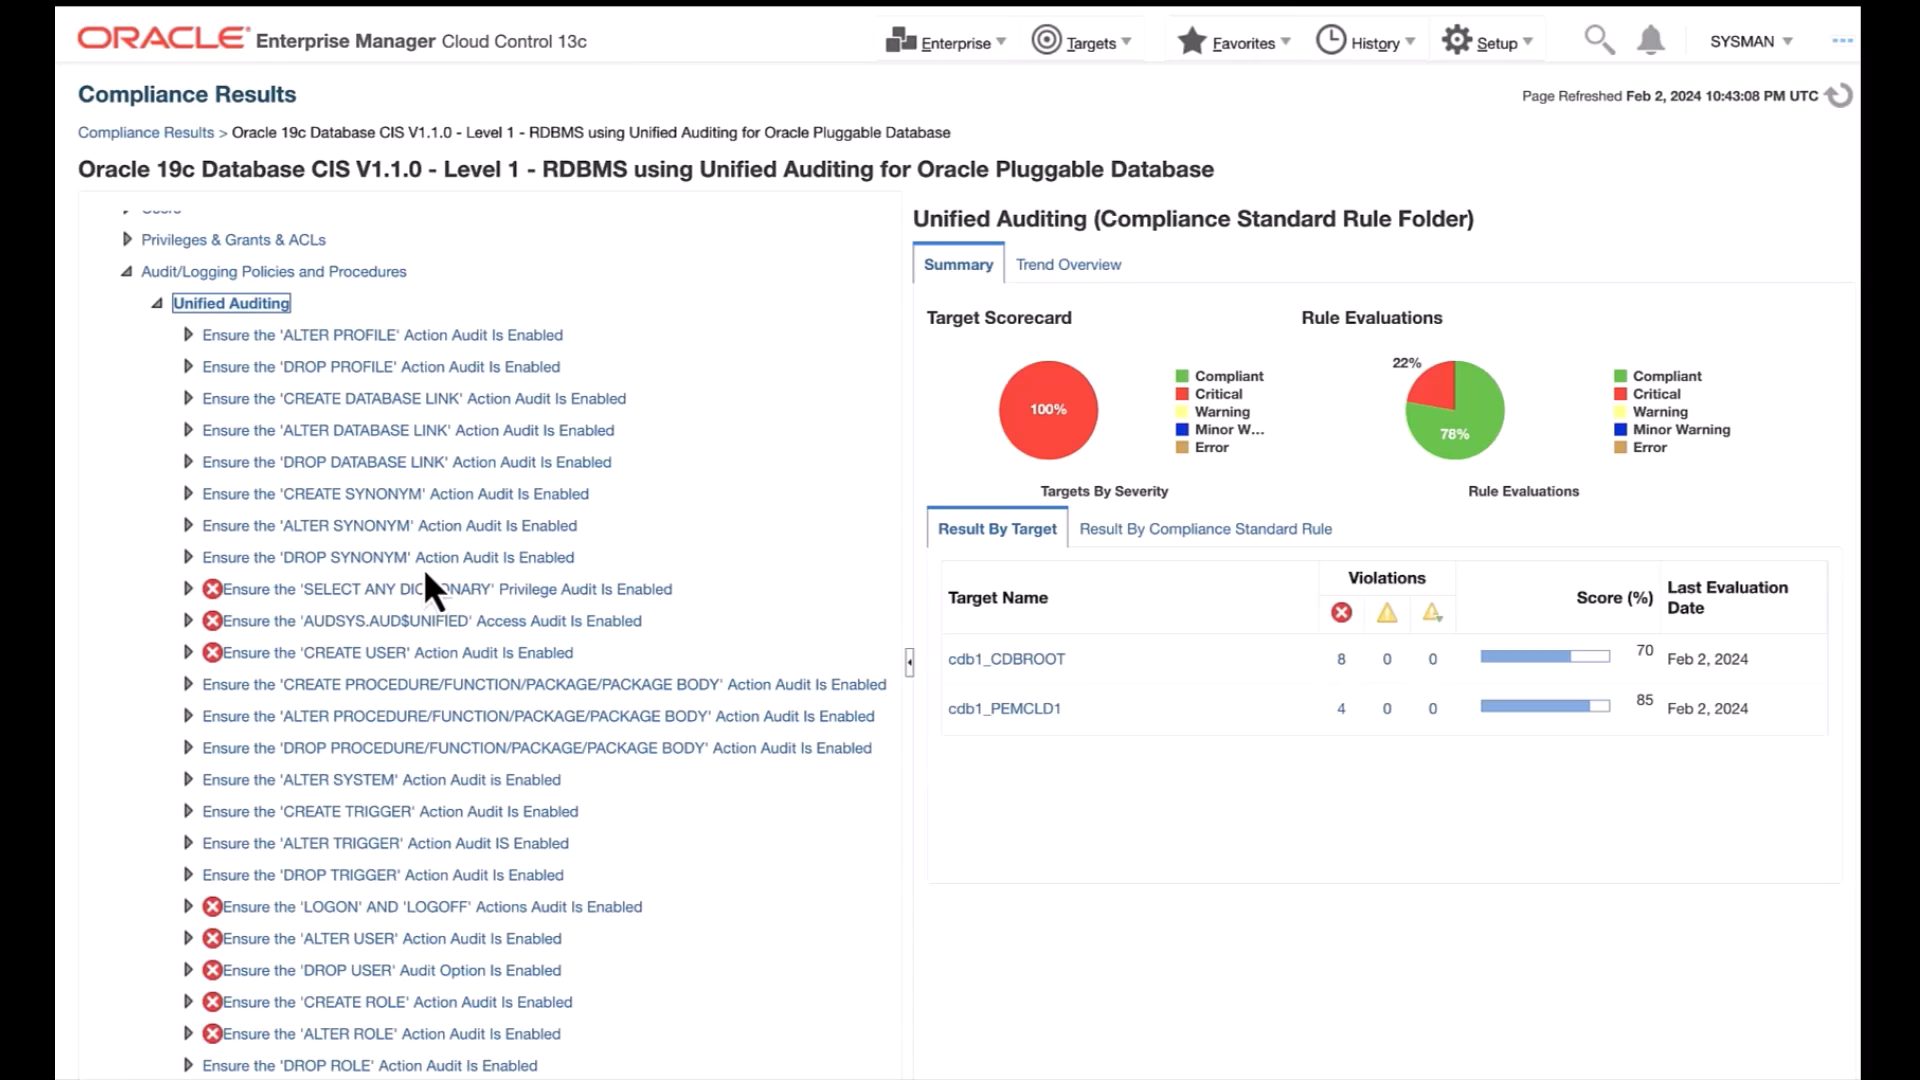 ORACLE Enterprise Manager Cloud Control 13c
Enterprise
Targets
Favorites
History
Setup
SYSMAN
Compliance Results
Page Refreshed Feb 2, 2024 10:43:08 PM UTC
Compliance Results > Oracle 19c Database CIS V1.1.0 - Level 1 - RDBMS using Unified Auditing for Oracle Pluggable Database
Oracle 19c Database CIS V1.1.0 - Level 1 - RDBMS using Unified Auditing for Oracle Pluggable Database
Privileges & Grants & ACLs
Audit/Logging Policies and Procedures
Unified Auditing
Ensure the 'ALTER PROFILE' Action Audit Is Enabled
Ensure the 'DROP PROFILE' Action Audit Is Enabled
Ensure the 'CREATE DATABASE LINK' Action Audit Is Enabled
Ensure the 'ALTER DATABASE LINK' Action Audit Is Enabled
Ensure the 'DROP DATABASE LINK' Action Audit Is Enabled
Ensure the 'CREATE SYNONYM' Action Audit Is Enabled
Ensure the 'ALTER SYNONYM' Action Audit Is Enabled
Ensure the 'DROP SYNONYM' Action Audit Is Enabled
Ensure the 'SELECT ANY DICTIONARY' Privilege Audit Is Enabled
Ensure the 'AUDSYS.AUD$UNIFIED' Access Audit Is Enabled
Ensure the 'CREATE USER' Action Audit Is Enabled
Ensure the 'CREATE PROCEDURE/FUNCTION/PACKAGE/PACKAGE BODY' Action Audit Is Enabled
Ensure the 'ALTER PROCEDURE/FUNCTION/PACKAGE/PACKAGE BODY' Action Audit Is Enabled
Ensure the 'DROP PROCEDURE/FUNCTION/PACKAGE/PACKAGE BODY' Action Audit Is Enabled
Ensure the 'ALTER SYSTEM' Action Audit is Enabled
Ensure the 'CREATE TRIGGER' Action Audit Is Enabled
Ensure the 'ALTER TRIGGER' Action Audit IS Enabled
Ensure the 'DROP TRIGGER' Action Audit Is Enabled
Ensure the 'LOGON' AND 'LOGOFF' Actions Audit Is Enabled
Ensure the 'ALTER USER' Action Audit Is Enabled
Ensure the 'DROP USER' Audit Option Is Enabled
Ensure the 'CREATE ROLE' Action Audit Is Enabled
Ensure the 'ALTER ROLE' Action Audit Is Enabled
Ensure the 'DROP ROLE' Action Audit Is Enabled
Unified Auditing (Compliance Standard Rule Folder)
Summary
Trend Overview
Target Scorecard
100%
Compliant
Critical
Warning
Minor W...
Error
Targets By Severity
Rule Evaluations
22%
78%
Compliant
Critical
Warning
Minor Warning
Error
Rule Evaluations
Result By Target
Result By Compliance Standard Rule
Target Name
Violations
Score (%)
Last Evaluation
Date
cdb1_CDBROOT 8 0 0 70 Feb 2, 2024
cdb1_PEMCLD1 4 0 0 85 Feb 2, 2024